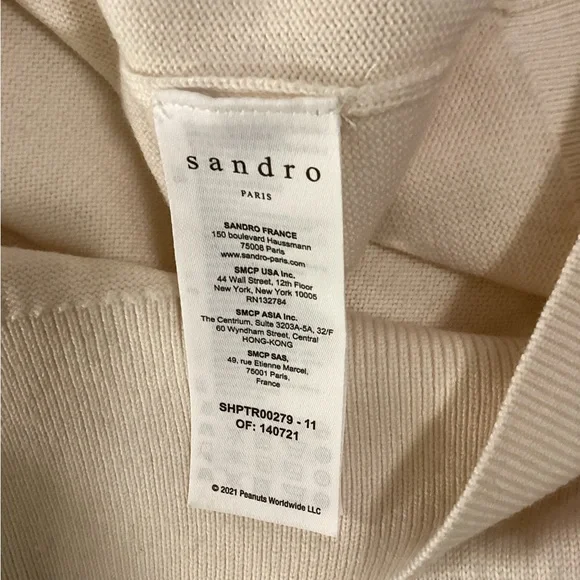 sandro
PARIS
SANDRO FRANCE
150 boulevard Haussmann
75008 Paris
www.sandro-paris.com
SMCP USA Inc.
44 Wall Street, 12th Floor
New York, New York 10005
RN132784
SMCP ASIA Inc.
The Centrium, Suite 3203A-5A, 32/F
60 Wyndham Street, Central
HONG-KONG
SMCP SAS,
49, rue Etienne Marcel,
75001 Paris,
France
SHPTR00279 - 11
OF: 140721
© 2021 Peanuts Worldwide LLC